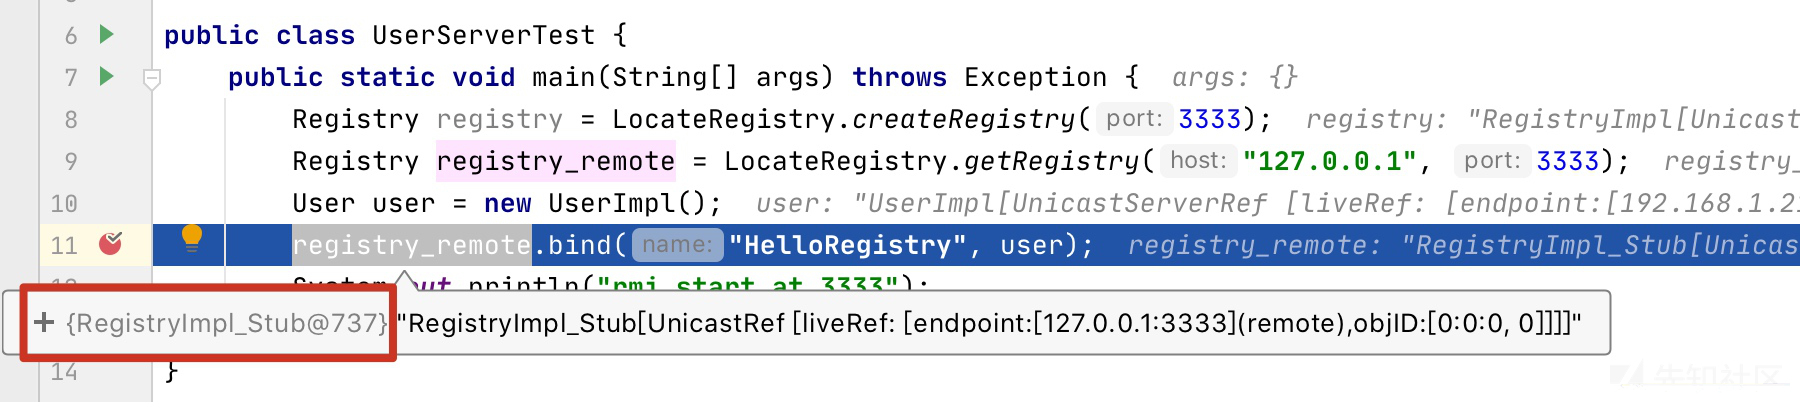 6 public class UserServerTest {
7 public static void main(String[] args) throws Exception { args: {}
8 Registry registry = LocateRegistry.createRegistry( port: 3333); registry: "RegistryImpl[Unicast
9 Registry registry_remote = LocateRegistry.getRegistry( host: "127.0.0.1", port: 3333); registry_
10 User user = new UserImpl(); user: "UserImpl[UnicastServerRef [liveRef: [endpoint:[192.168.1.21
11 registry_remote.bind( name: "HelloRegistry", user); registry_remote: "RegistryImpl_Stub[Unicas
System.out.println("rmi start at 3333");
+ {RegistryImpl_Stub@737} "RegistryImpl_Stub[UnicastRef [liveRef: [endpoint:[127.0.0.1:3333](remote),objID:[0:0:0, 0]]]]"
14 }
先知社区